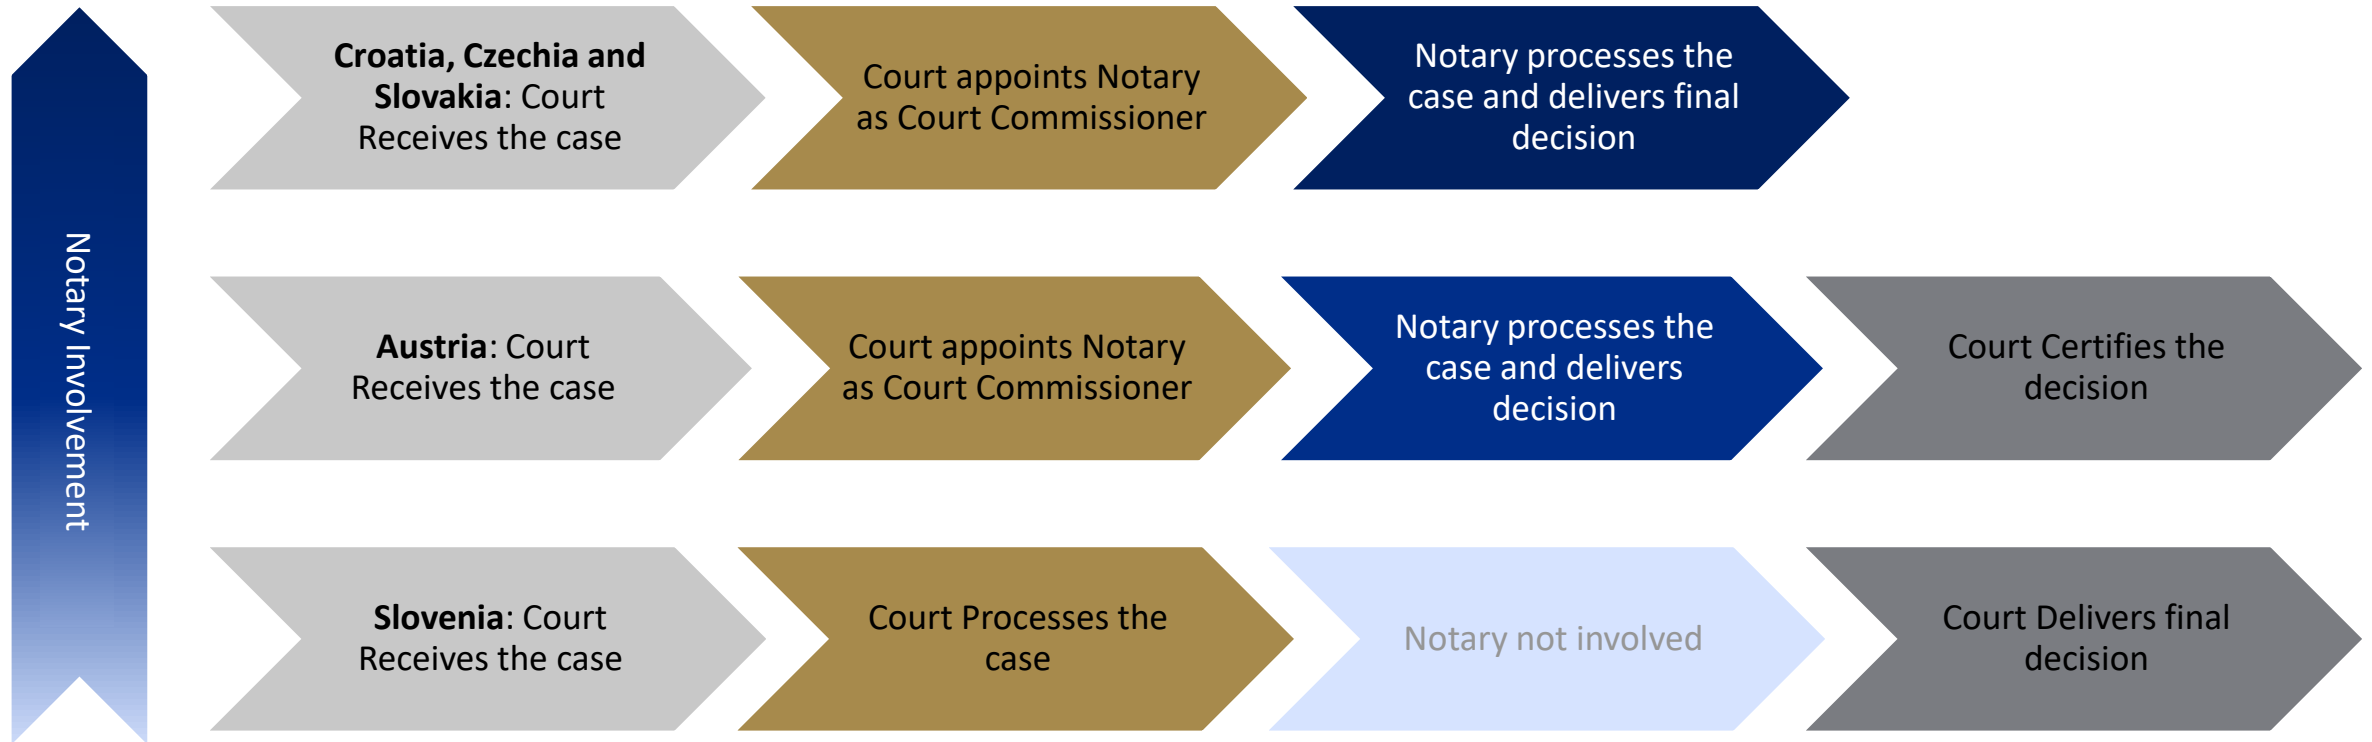 Notary Involvement
Croatia, Czechia and
Slovakia: Court
Receives the case
Court appoints Notary
as Court Commissioner
Notary processes the
case and delivers final
decision
Austria: Court
Receives the case
Court appoints Notary
as Court Commissioner
Notary processes the
case and delivers
decision
Court Certifies the
decision
Slovenia: Court
Receives the case
Court Processes the
case
Notary not involved
Court Delivers final
decision